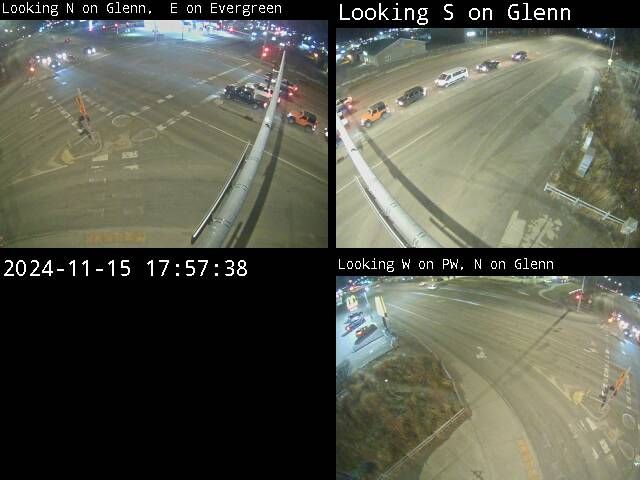 Looking N on Glenn,  E on Evergreen
Looking S on Glenn
2024-11-15 17:57:38
Looking W on PW, N on Glenn